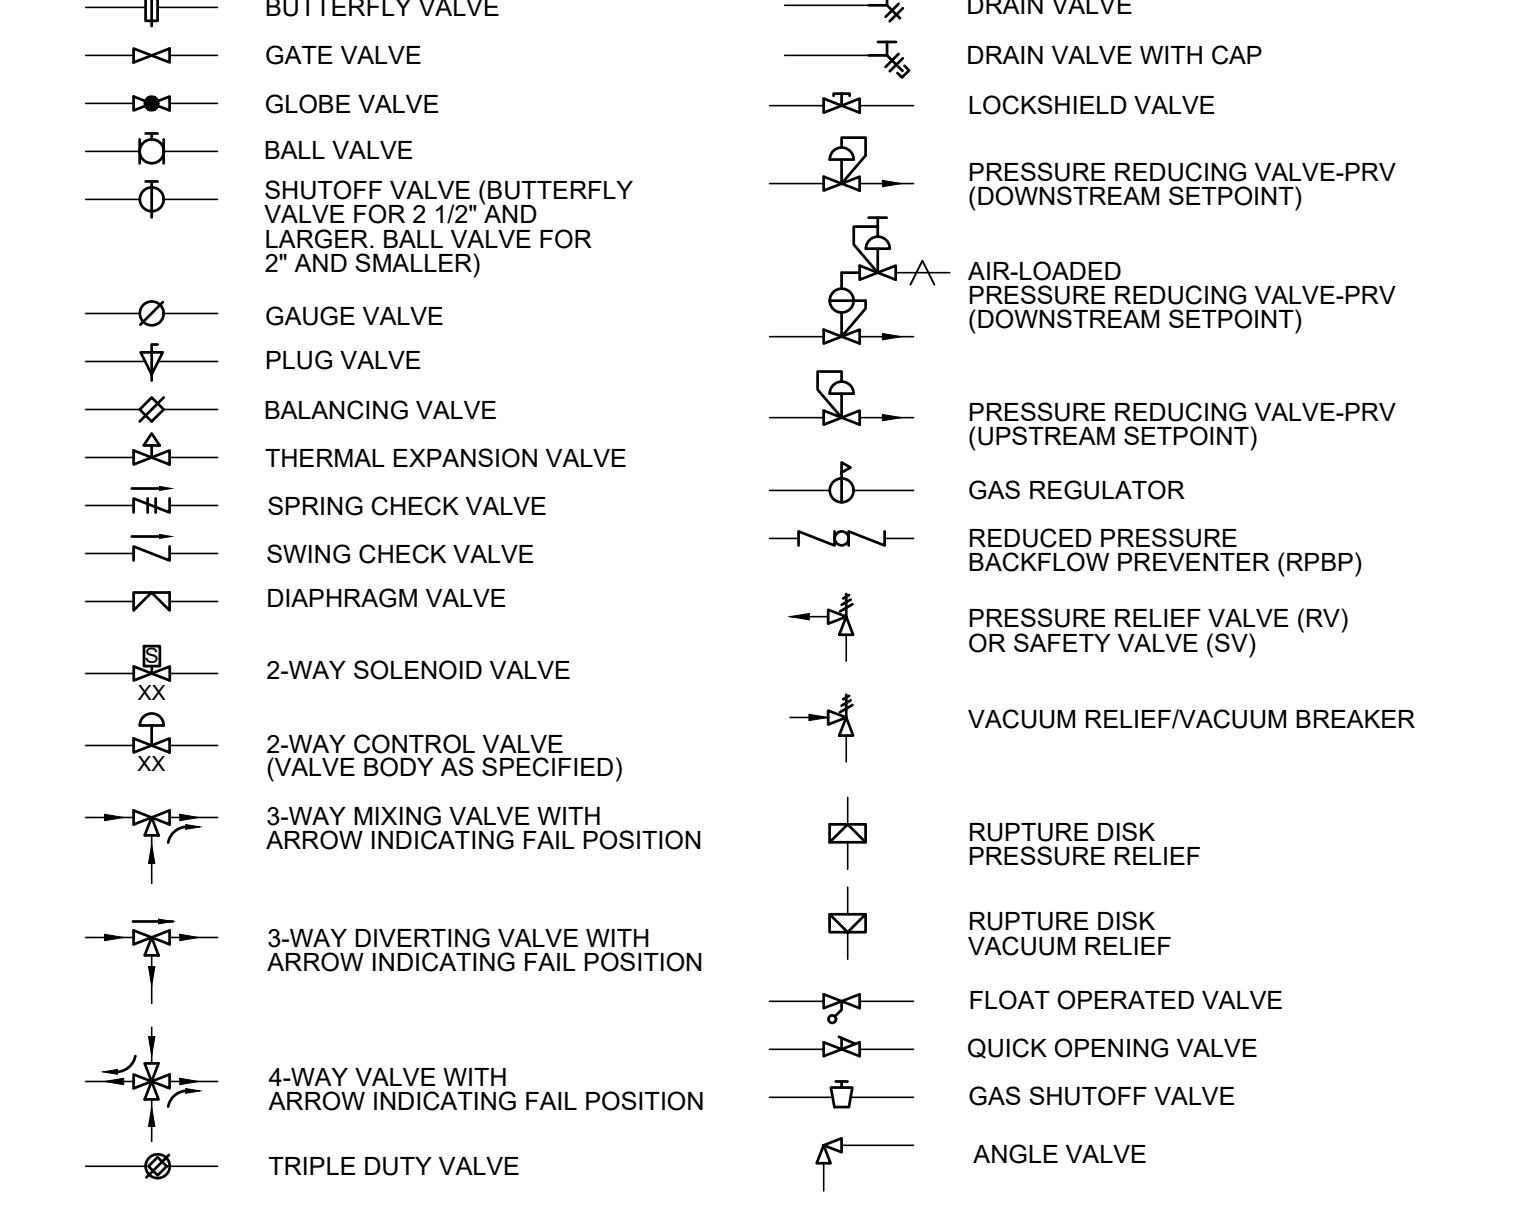 BUTTERFLY VALVE
GATE VALVE
GLOBE VALVE
BALL VALVE
SHUTOFF VALVE (BUTTERFLY
VALVE FOR 2 1/2" AND
LARGER. BALL VALVE FOR
2" AND SMALLER)
GAUGE VALVE
PLUG VALVE
BALANCING VALVE
THERMAL EXPANSION VALVE
SPRING CHECK VALVE
SWING CHECK VALVE
DIAPHRAGM VALVE
S
XX
2-WAY SOLENOID VALVE
XX
2-WAY CONTROL VALVE
(VALVE BODY AS SPECIFIED)
3-WAY MIXING VALVE WITH
ARROW INDICATING FAIL POSITION
3-WAY DIVERTING VALVE WITH
ARROW INDICATING FAIL POSITION
4-WAY VALVE WITH
ARROW INDICATING FAIL POSITION
TRIPLE DUTY VALVE
DRAIN VALVE
DRAIN VALVE WITH CAP
LOCKSHIELD VALVE
PRESSURE REDUCING VALVE-PRV
(DOWNSTREAM SETPOINT)
AIR-LOADED
PRESSURE REDUCING VALVE-PRV
(DOWNSTREAM SETPOINT)
PRESSURE REDUCING VALVE-PRV
(UPSTREAM SETPOINT)
GAS REGULATOR
REDUCED PRESSURE
BACKFLOW PREVENTER (RPBP)
PRESSURE RELIEF VALVE (RV)
OR SAFETY VALVE (SV)
VACUUM RELIEF/VACUUM BREAKER
RUPTURE DISK
PRESSURE RELIEF
RUPTURE DISK
VACUUM RELIEF
FLOAT OPERATED VALVE
QUICK OPENING VALVE
GAS SHUTOFF VALVE
ANGLE VALVE